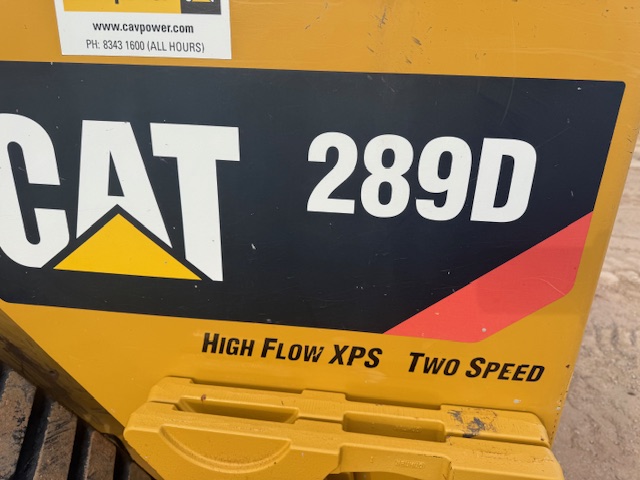 www.cavpower.com
PH: 8343 1600 (ALL HOURS)
CAT 289D
HIGH FLOW XPS TWO SPEED